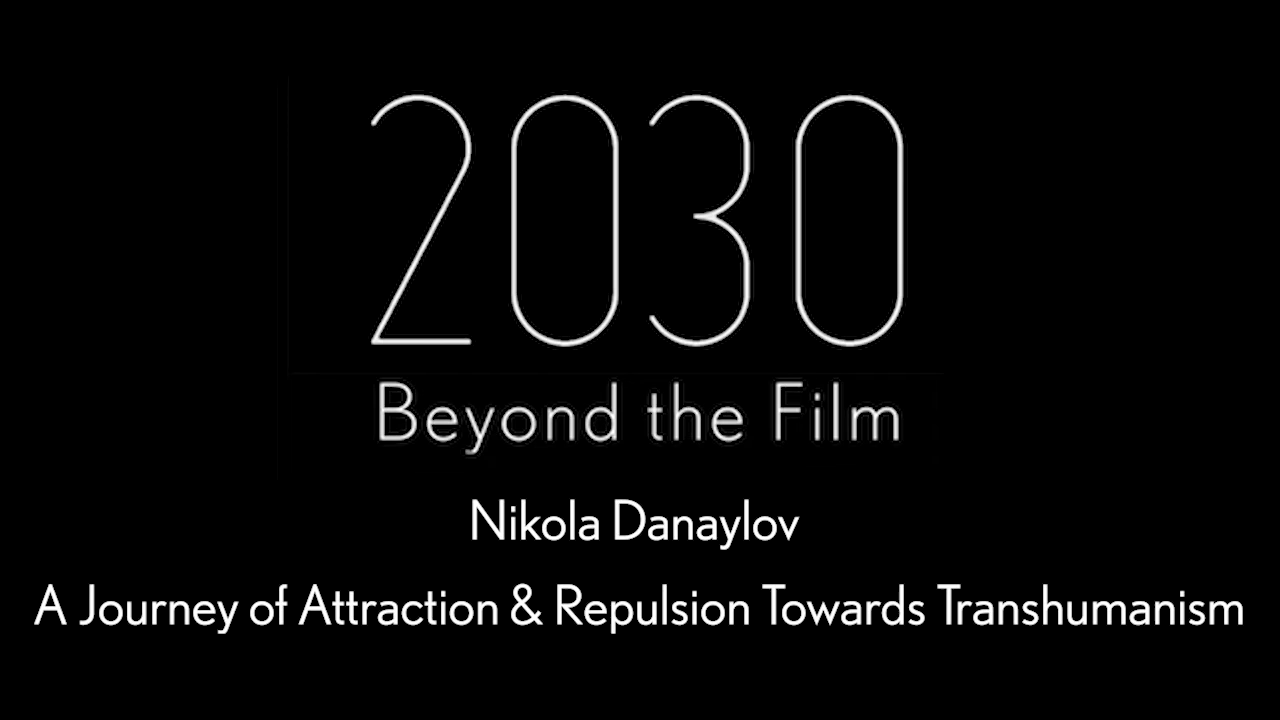 2030
Beyond the Film
Nikola Danaylov
A Journey of Attraction & Repulsion Towards Transhumanism